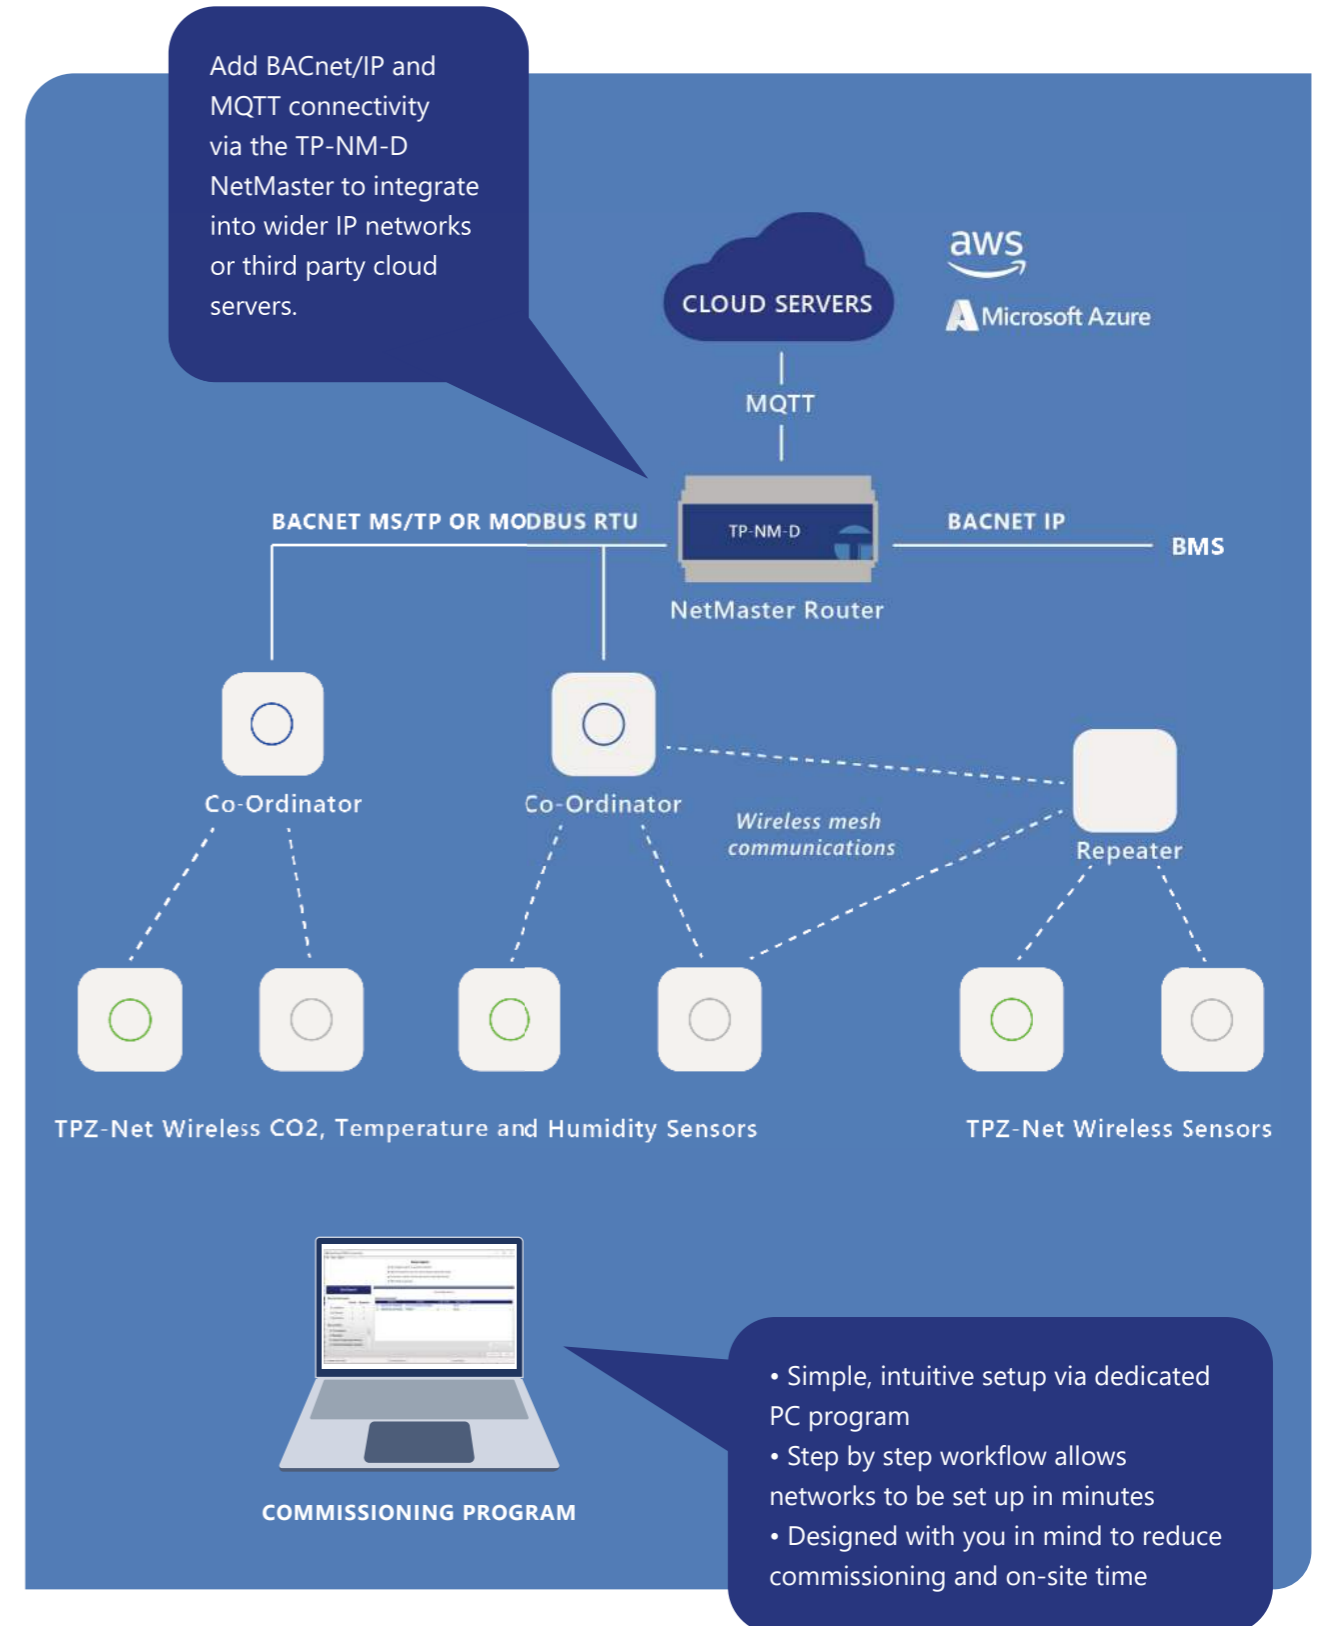 Add BACnet/IP and
MQTT connectivity
via the TP-NM-D
NetMaster to integrate
into wider IP networks
or third party cloud
servers.
CLOUD SERVERS
aws
Microsoft Azure
MQTT
BACNET MS/TP OR MODBUS RTU
TP-NM-D
BACNET IP
BMS
NetMaster Router
Co-Ordinator
Co-Ordinator
Wireless mesh
communications
Repeater
TPZ-Net Wireless CO2, Temperature and Humidity Sensors
TPZ-Net Wireless Sensors
COMMISSIONING PROGRAM
• Simple, intuitive setup via dedicated
PC program
• Step by step workflow allows
networks to be set up in minutes
• Designed with you in mind to reduce
commissioning and on-site time